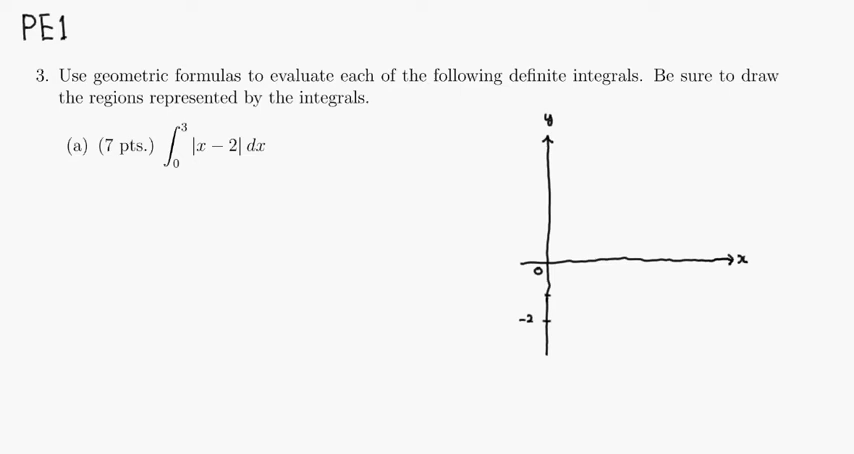 PE1
3. Use geometric formulas to evaluate each of the following definite integrals. Be sure to draw
the regions represented by the integrals.
(a) (7 pts.) ∫₀³ |x − 2| dx
y
x
0
-2